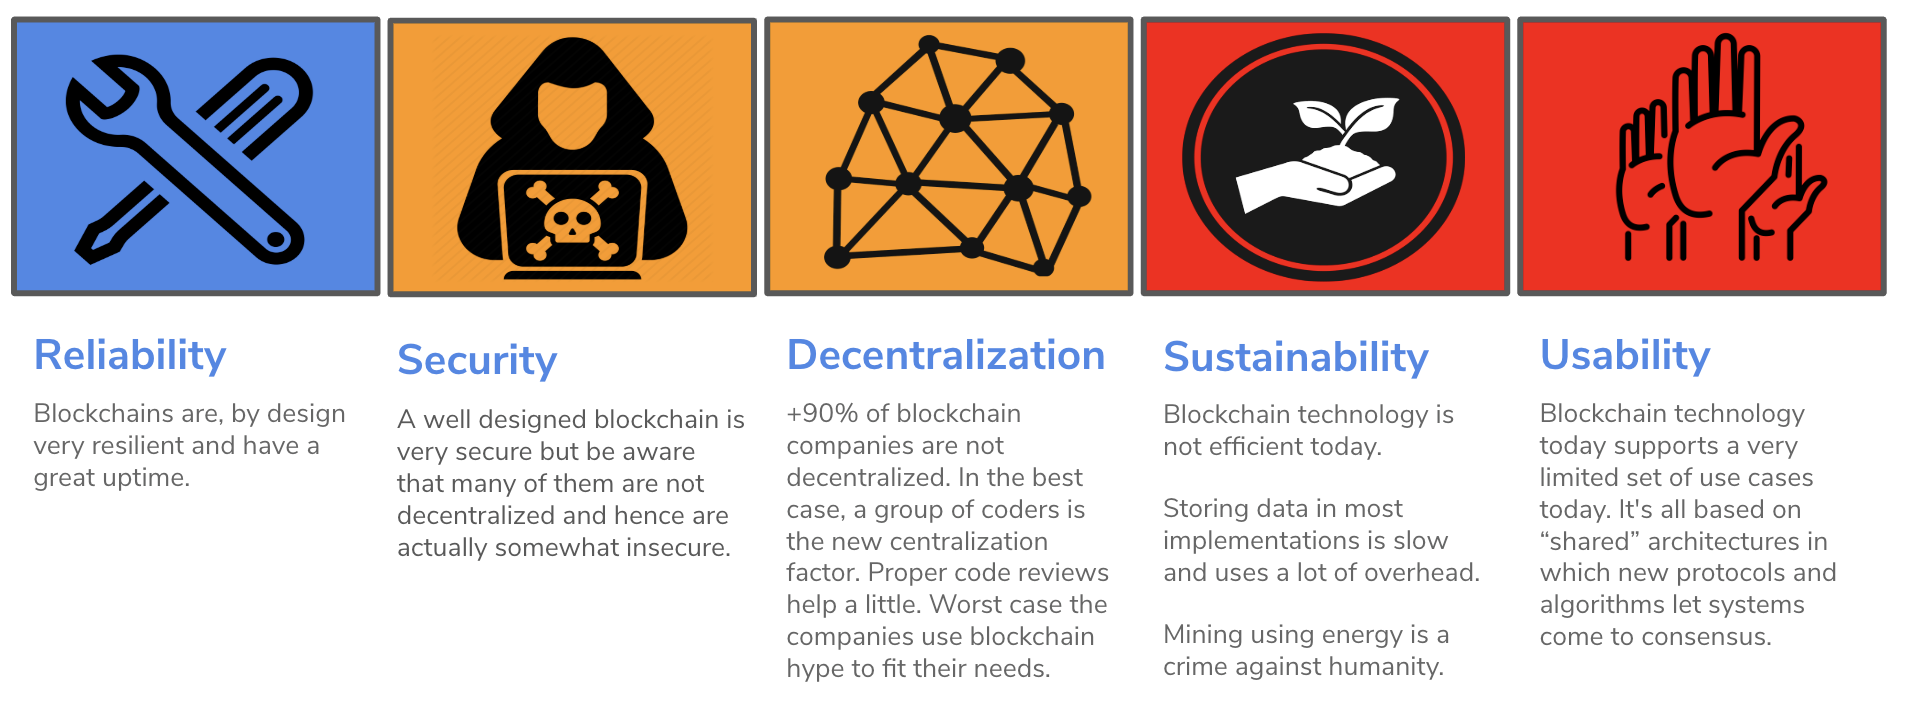 Reliability
Blockchains are, by design
very resilient and have a
great uptime.
Security
A well designed blockchain is
very secure but be aware
that many of them are not
decentralized and hence are
actually somewhat insecure.
Decentralization
+90% of blockchain
companies are not
decentralized. In the best
case, a group of coders is
the new centralization
factor. Proper code reviews
help a little. Worst case the
companies use blockchain
hype to fit their needs.
Sustainability
Blockchain technology is
not efficient today.
Storing data in most
implementations is slow
and uses a lot of overhead.
Mining using energy is a
crime against humanity.
Usability
Blockchain technology
today supports a very
limited set of use cases
today. It's all based on
“shared” architectures in
which new protocols and
algorithms let systems
come to consensus.